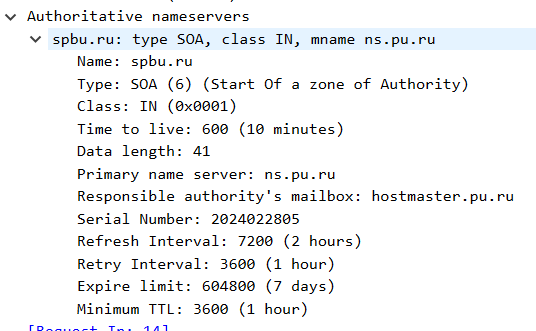 Authoritative nameservers
spbu.ru: type SOA, class IN, mname ns.pu.ru
Name: spbu.ru
Type: SOA (6) (Start Of a zone of Authority)
Class: IN (0x0001)
Time to live: 600 (10 minutes)
Data length: 41
Primary name server: ns.pu.ru
Responsible authority's mailbox: hostmaster.pu.ru
Serial Number: 2024022805
Refresh Interval: 7200 (2 hours)
Retry Interval: 3600 (1 hour)
Expire limit: 604800 (7 days)
Minimum TTL: 3600 (1 hour)
[Request In: 14]